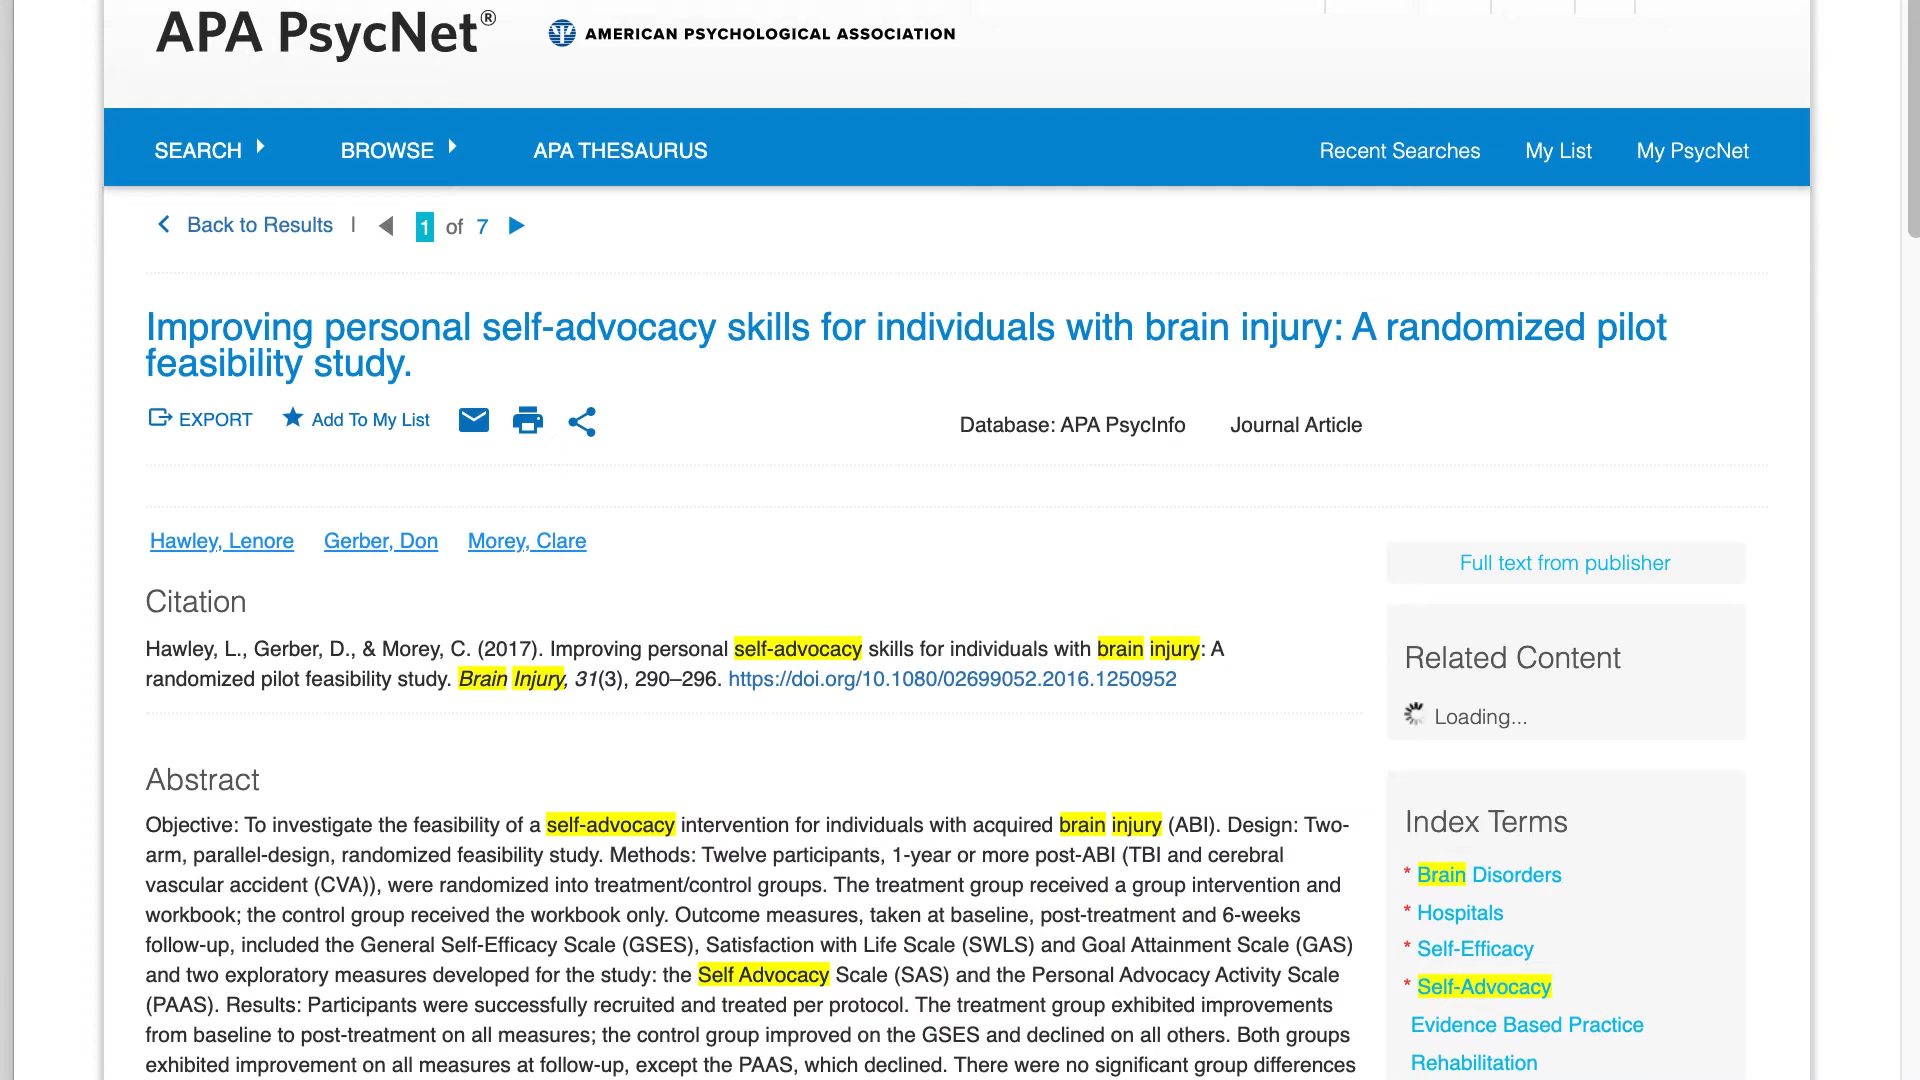 APA PsycNet®
AMERICAN PSYCHOLOGICAL ASSOCIATION
SEARCH BROWSE APA THESAURUS Recent Searches My List My PsycNet
Back to Results | 1 of 7
Improving personal self-advocacy skills for individuals with brain injury: A randomized pilot
feasibility study.
EXPORT Add To My List Database: APA PsycInfo Journal Article
Hawley, Lenore Gerber, Don Morey, Clare
Citation
Hawley, L., Gerber, D., & Morey, C. (2017). Improving personal self-advocacy skills for individuals with brain injury: A
randomized pilot feasibility study. Brain Injury, 31(3), 290–296. https://doi.org/10.1080/02699052.2016.1250952
Abstract
Objective: To investigate the feasibility of a self-advocacy intervention for individuals with acquired brain injury (ABI). Design: Two-
arm, parallel-design, randomized feasibility study. Methods: Twelve participants, 1-year or more post-ABI (TBI and cerebral
vascular accident (CVA)), were randomized into treatment/control groups. The treatment group received a group intervention and
workbook; the control group received the workbook only. Outcome measures, taken at baseline, post-treatment and 6-weeks
follow-up, included the General Self-Efficacy Scale (GSES), Satisfaction with Life Scale (SWLS) and Goal Attainment Scale (GAS)
and two exploratory measures developed for the study: the Self Advocacy Scale (SAS) and the Personal Advocacy Activity Scale
(PAAS). Results: Participants were successfully recruited and treated per protocol. The treatment group exhibited improvements
from baseline to post-treatment on all measures; the control group improved on the GSES and declined on all others. Both groups
exhibited improvement on all measures at follow-up, except the PAAS, which declined. There were no significant group differences
Full text from publisher
Related Content
Loading...
Index Terms
* Brain Disorders
* Hospitals
* Self-Efficacy
* Self-Advocacy
Evidence Based Practice
Rehabilitation